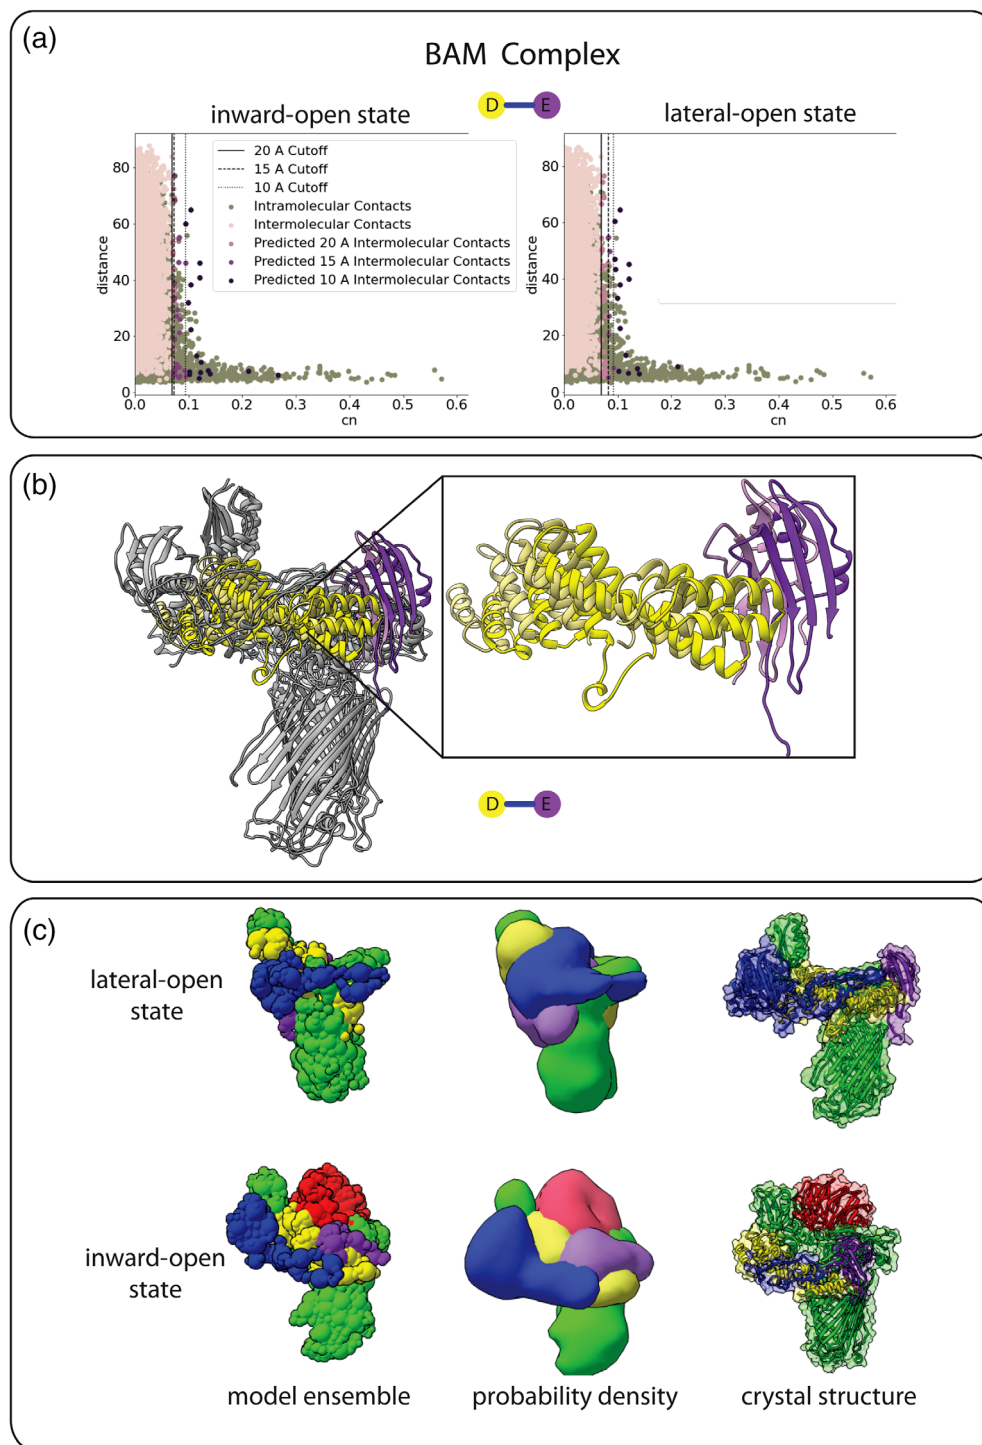 (a)
BAM Complex
D E
inward-open state
lateral-open state
80
60
40
20
0
distance
0.0 0.1 0.2 0.3 0.4 0.5 0.6
cn
20 A Cutoff
15 A Cutoff
10 A Cutoff
Intramolecular Contacts
Intermolecular Contacts
Predicted 20 A Intermolecular Contacts
Predicted 15 A Intermolecular Contacts
Predicted 10 A Intermolecular Contacts
80
60
40
20
0
distance
0.0 0.1 0.2 0.3 0.4 0.5 0.6
cn
(b)
D E
(c)
lateral-open
state
inward-open
state
model ensemble
probability density
crystal structure